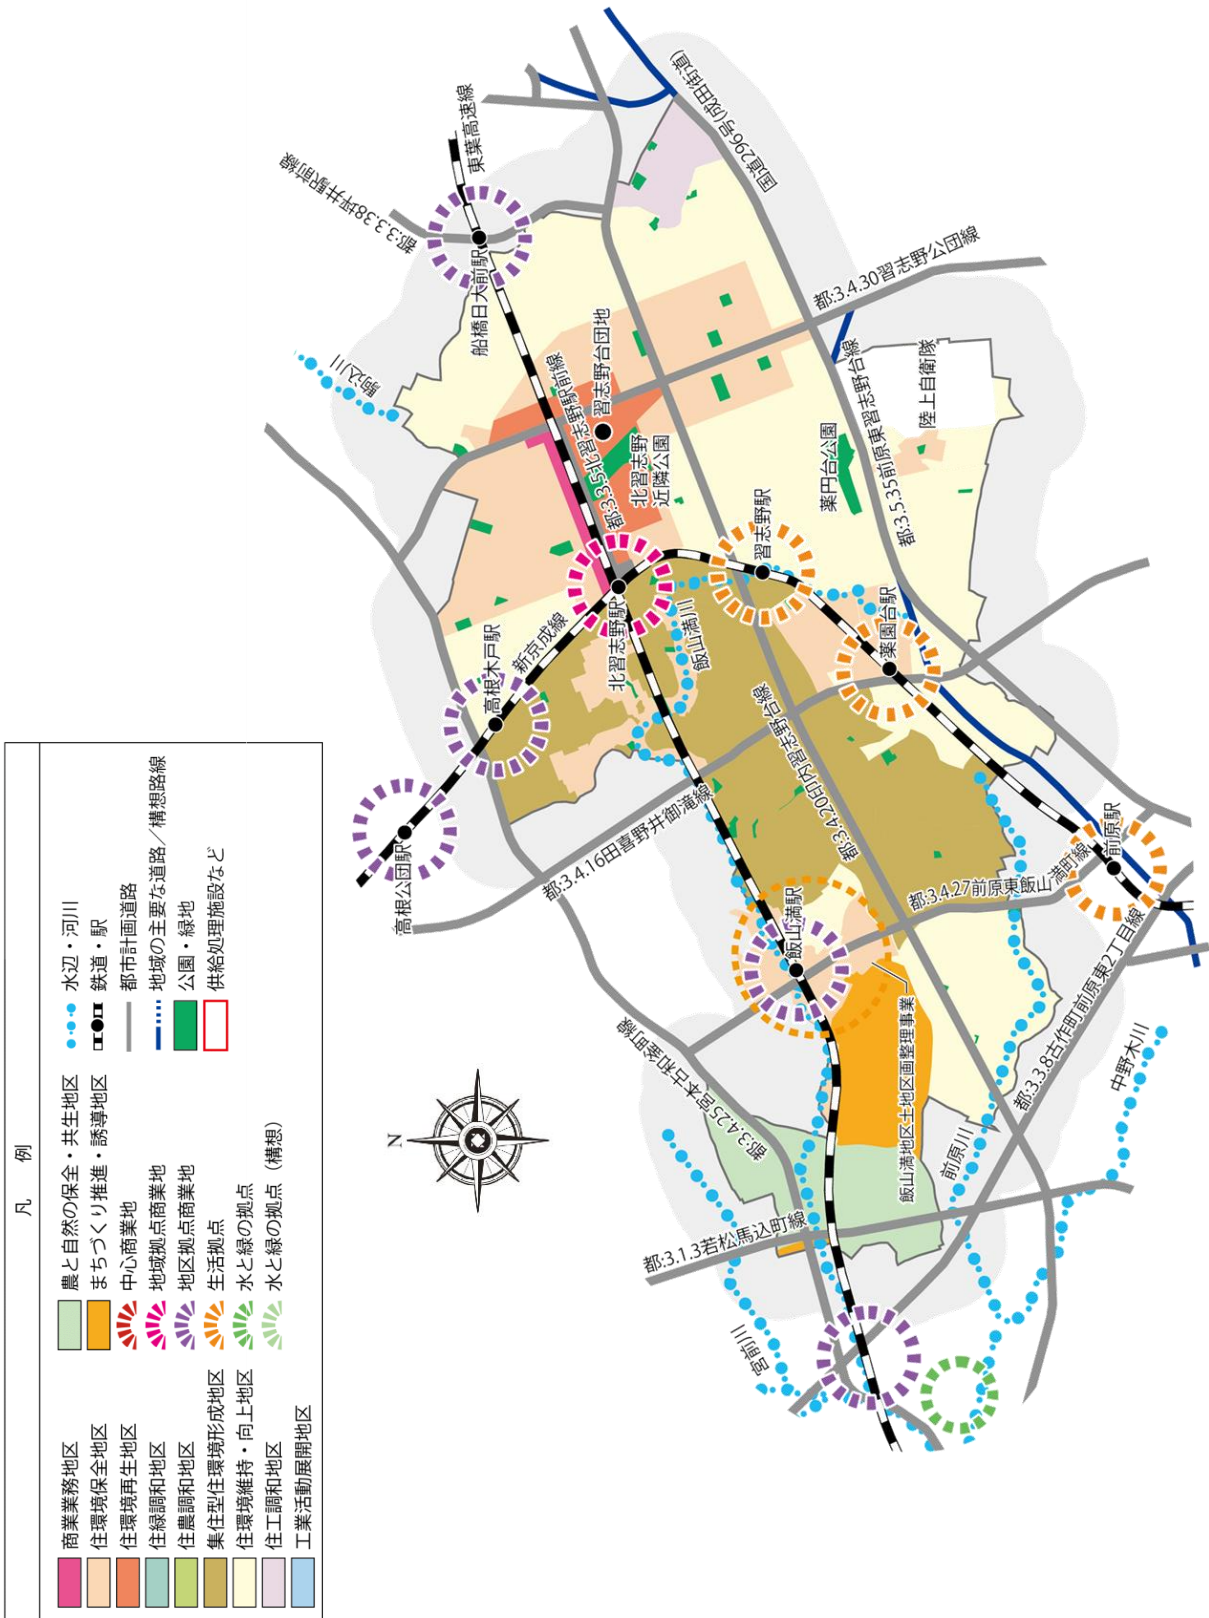 凡 例
商業業務地区
住環境保全地区
住環境再生地区
住緑調和地区
住農調和地区
集住型住環境形成地区
住環境維持・向上地区
住工調和地区
工業活動展開地区
農と自然の保全・共生地区
まちづくり推進・誘導地区
中心商業地
地域拠点商業地
地区拠点商業地
生活拠点
水と緑の拠点
水と緑の拠点(構想)
水辺・河川
鉄道・駅
都市計画道路
地域の主要な道路/構想路線
公園・緑地
供給処理施設など
N
都:3.3.38坪井駅前線
東葉高速線
船橋日大前駅
駒込川
国道296号(成田街道)
都:3.4.30習志野公団線
都:3.3.5北習志野駅前線
習志野台団地
北習志野
近隣公園
薬円台公園
都:3.5.35前原東習志野台線
陸上自衛隊
習志野駅
北習志野駅
新京成線
高根木戸駅
高根公団駅
飯山満川
薬園台駅
都:3.4.20印内習志野台線
都:3.4.16田喜野井御滝線
都:3.4.27前原東飯山満町線
前原駅
飯山満駅
飯山満地区土地区画整理事業
都:3.3.8古作町前原東2丁目線
都:3.4.25宮本古和釜町線
前原川
中野木川
都:3.1.3若松馬込町線
宮前川